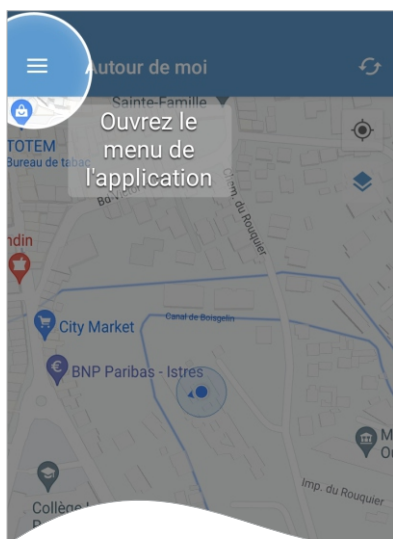 Autour de moi
Sainte-Famille
Ouvrez le
menu de
l'application
TOTEM
Bureau de tabac
Chem. du Rouquier
ndin
Canal de Boisgelin
City Market
BNP Paribas - Istres
Imp. du Rouquier
Collège